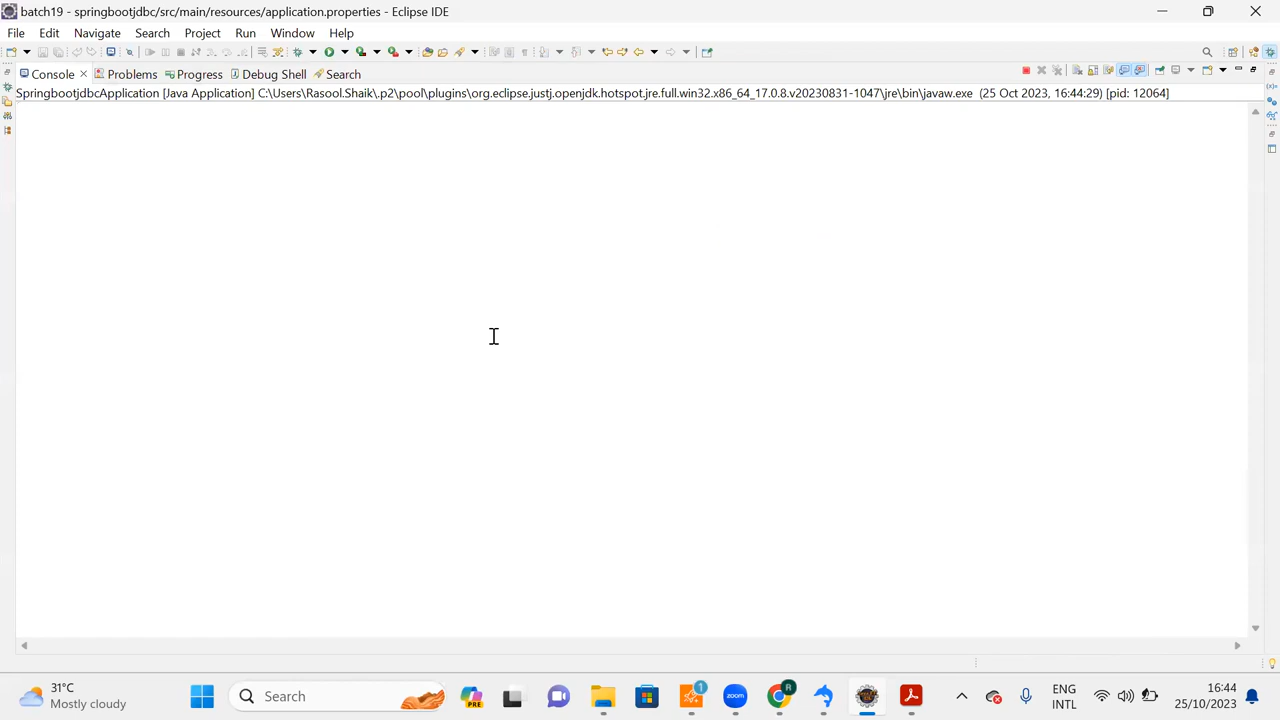 batch19 - springbootjdbc/src/main/resources/application.properties - Eclipse IDE
File Edit Navigate Search Project Run Window Help
Console Problems Progress Debug Shell Search
SpringbootjdbcApplication [Java Application] C:\Users\Rasool.Shaik\.p2\pool\plugins\org.eclipse.justj.openjdk.hotspot.jre.full.win32.x86_64_17.0.8.v20230831-1047\jre\bin\javaw.exe (25 Oct 2023, 16:44:29) [pid: 12064]
31°C
Mostly cloudy
Search
PRE
1
zoom
R
ENG
INTL
16:44
25/10/2023